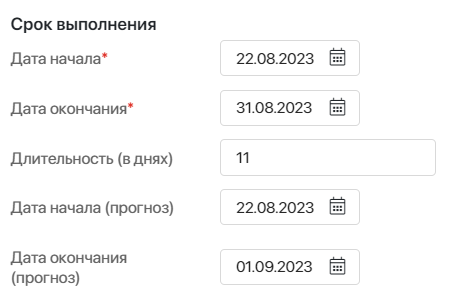 Срок выполнения
Дата начала*
22.08.2023
Дата окончания*
31.08.2023
Длительность (в днях)
11
Дата начала (прогноз)
22.08.2023
Дата окончания
(прогноз)
01.09.2023